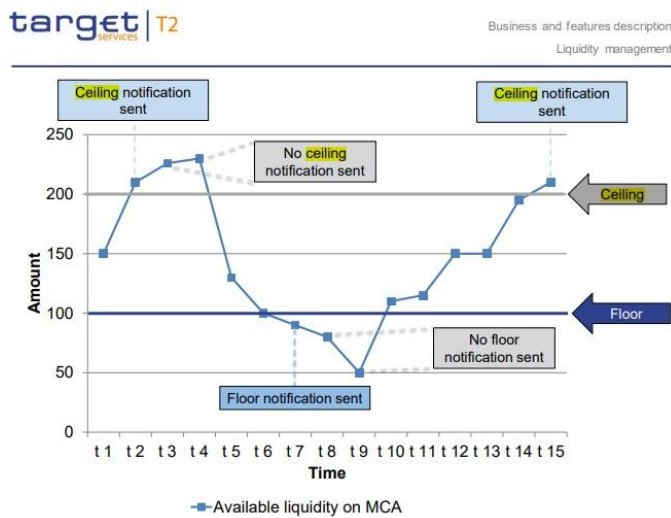 target | T2
services
Business and features description
Liquidity management
Ceiling notification
sent
Ceiling notification
sent
250
No ceiling
notification sent
200
Ceiling
150
Amount
100
Floor
No floor
notification sent
50
Floor notification sent
0
t 1 t 2 t 3 t 4 t 5 t 6 t 7 t 8 t 9 t 10 t 11 t 12 t 13 t 14 t 15
Time
Available liquidity on MCA